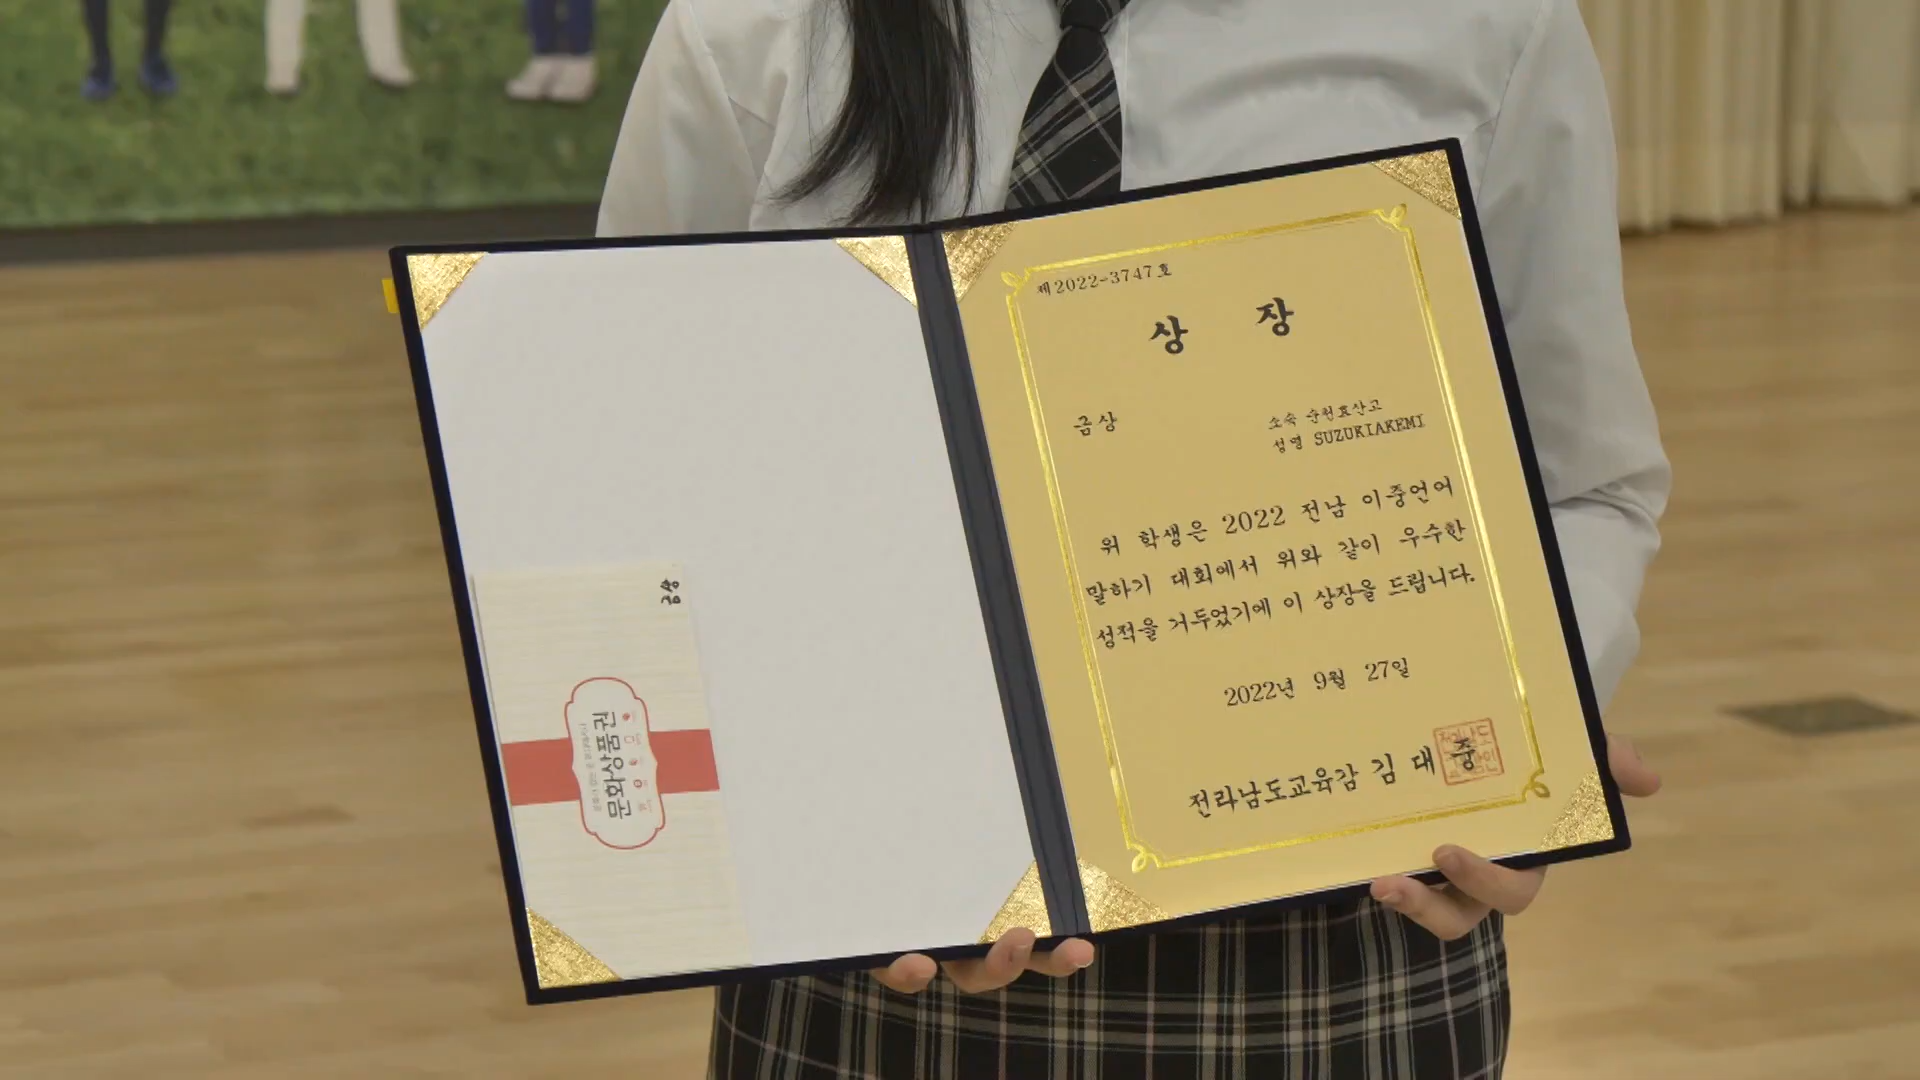 금상
문화상품권
제2022-3747호
상 장
금상
소속 순천효산고
성명 SUZUKIAKEMI
위 학생은 2022 전남 이중언어
말하기 대회에서 위와 같이 우수한
성적을 거두었기에 이 상장을 드립니다.
2022년 9월 27일
전라남도교육감 김대중